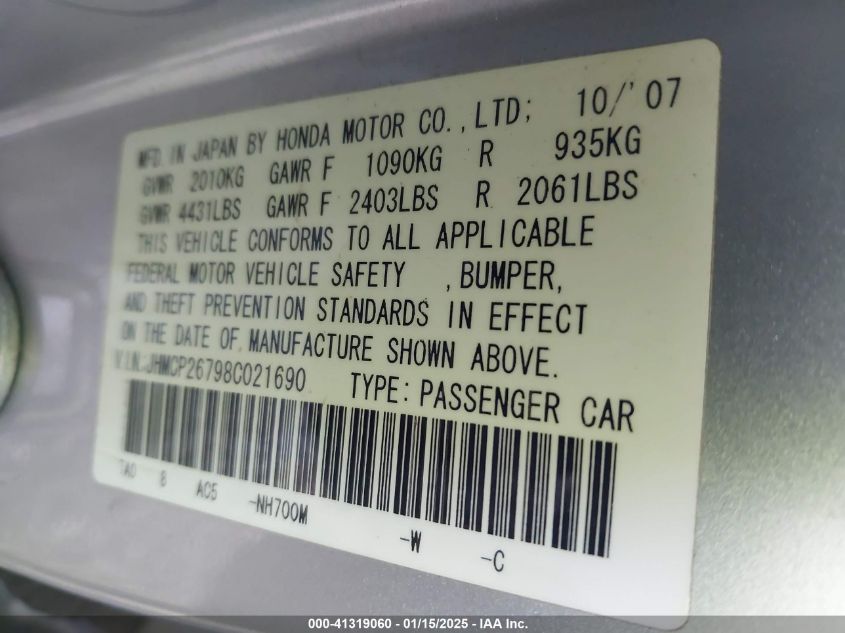 MFD. IN JAPAN BY HONDA MOTOR CO.,LTD; 10/'07
GVWR 2010KG GAWR F 1090KG R 935KG
GVWR 4431LBS GAWR F 2403LBS R 2061LBS
THIS VEHICLE CONFORMS TO ALL APPLICABLE
FEDERAL MOTOR VEHICLE SAFETY , BUMPER,
AND THEFT PREVENTION STANDARDS IN EFFECT
ON THE DATE OF MANUFACTURE SHOWN ABOVE.
V.I.N:JHMCP26798C021690 TYPE: PASSENGER CAR
TA0 8 AC5 -NH700M -W -C
000-41319060 - 01/15/2025 - IAA Inc.